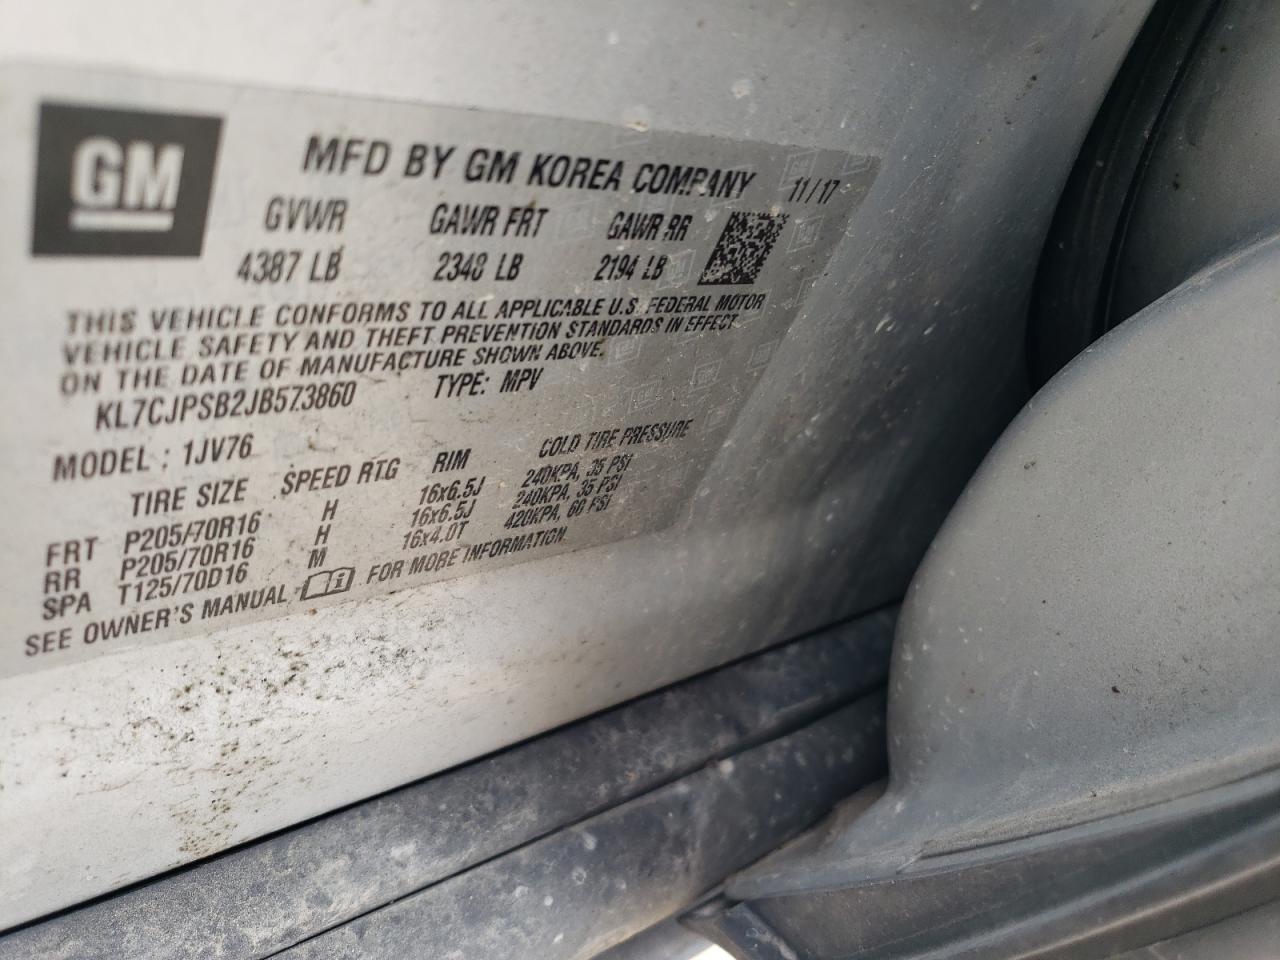 GM
MFD BY GM KOREA COMPANY 11/17
GVWR GAWR FRT GAWR RR
4387 LB 2348 LB 2194 LB
THIS VEHICLE CONFORMS TO ALL APPLICABLE U.S. FEDERAL MOTOR
VEHICLE SAFETY AND THEFT PREVENTION STANDARDS IN EFFECT
ON THE DATE OF MANUFACTURE SHOWN ABOVE.
KL7CJPSB2JB573860 TYPE: MPV
MODEL: 1JV76
TIRE SIZE SPEED RTG RIM COLD TIRE PRESSURE
FRT P205/70R16 H 16x6.5J 240KPA, 35 PSI
RR P205/70R16 H 16x6.5J 240KPA, 35 PSI
SPA T125/70D16 M 16x4.0T 420KPA, 60 PSI
SEE OWNER'S MANUAL FOR MORE INFORMATION